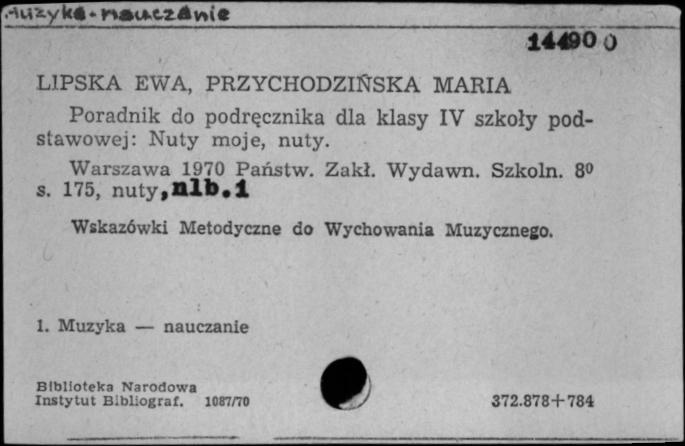 Muzyka - nauczanie
144900
LIPSKA EWA, PRZYCHODZIŃSKA MARIA
Poradnik do podręcznika dla klasy IV szkoły pod-
stawowej: Nuty moje, nuty.
Warszawa 1970 Państw. Zakł. Wydawn. Szkoln. 8⁰
s. 175, nuty, nlb. 1
Wskazówki Metodyczne do Wychowania Muzycznego.
1. Muzyka — nauczanie
Biblioteka Narodowa
Instytut Bibliograf. 1087/70 372.878+784